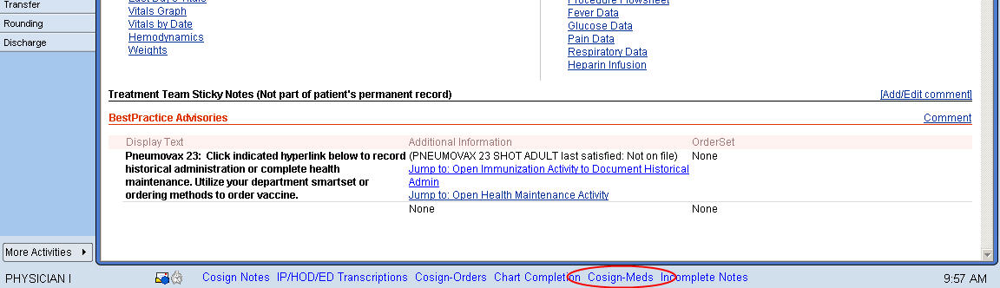 Transfer
Rounding
Discharge
Last Day's Vitals
Vitals Graph
Vitals by Date
Hemodynamics
Weights
Procedure Flowsheet
Fever Data
Glucose Data
Pain Data
Respiratory Data
Heparin Infusion
Treatment Team Sticky Notes (Not part of patient's permanent record) [Add/Edit comment]
BestPractice Advisories Comment
Display Text Additional Information OrderSet
Pneumovax 23: Click indicated hyperlink below to record (PNEUMOVAX 23 SHOT ADULT last satisfied: Not on file) None
historical administration or complete health Jump to: Open Immunization Activity to Document Historical
maintenance. Utilize your department smartset or Admin
ordering methods to order vaccine. Jump to: Open Health Maintenance Activity
None None
More Activities
PHYSICIAN I Cosign Notes IP/HOD/ED Transcriptions Cosign-Orders Chart Completion Cosign-Meds Incomplete Notes 9:57 AM